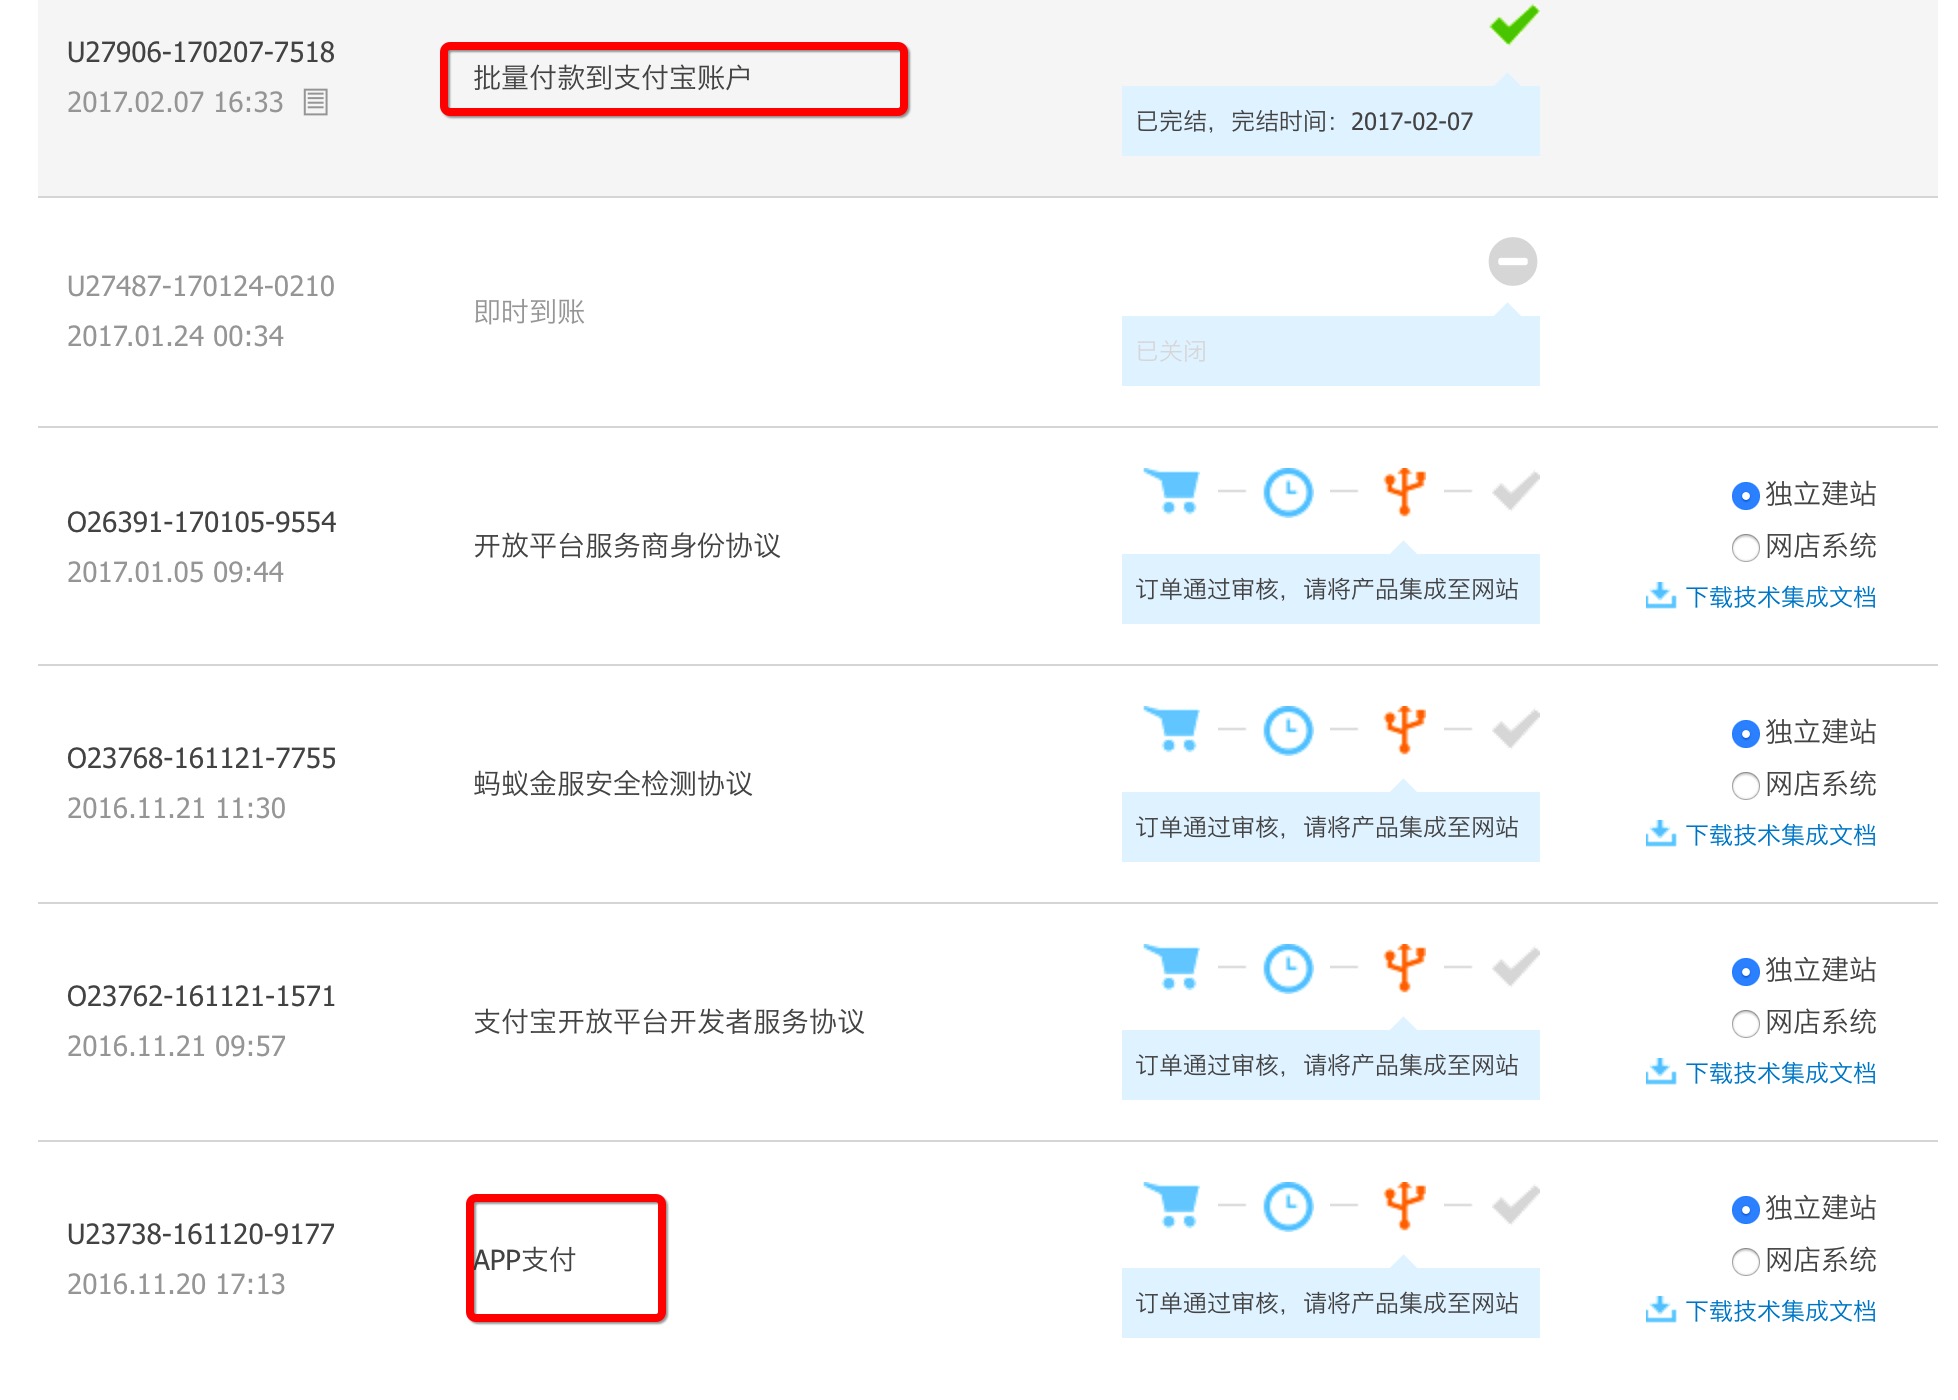 U27906-170207-7518
2017.02.07 16:33
批量付款到支付宝账户
已完结，完结时间：2017-02-07
U27487-170124-0210
2017.01.24 00:34
即时到账
已关闭
O26391-170105-9554
2017.01.05 09:44
开放平台服务商身份协议
订单通过审核，请将产品集成至网站
独立建站
网店系统
下载技术集成文档
O23768-161121-7755
2016.11.21 11:30
蚂蚁金服安全检测协议
订单通过审核，请将产品集成至网站
独立建站
网店系统
下载技术集成文档
O23762-161121-1571
2016.11.21 09:57
支付宝开放平台开发者服务协议
订单通过审核，请将产品集成至网站
独立建站
网店系统
下载技术集成文档
U23738-161120-9177
2016.11.20 17:13
APP支付
订单通过审核，请将产品集成至网站
独立建站
网店系统
下载技术集成文档